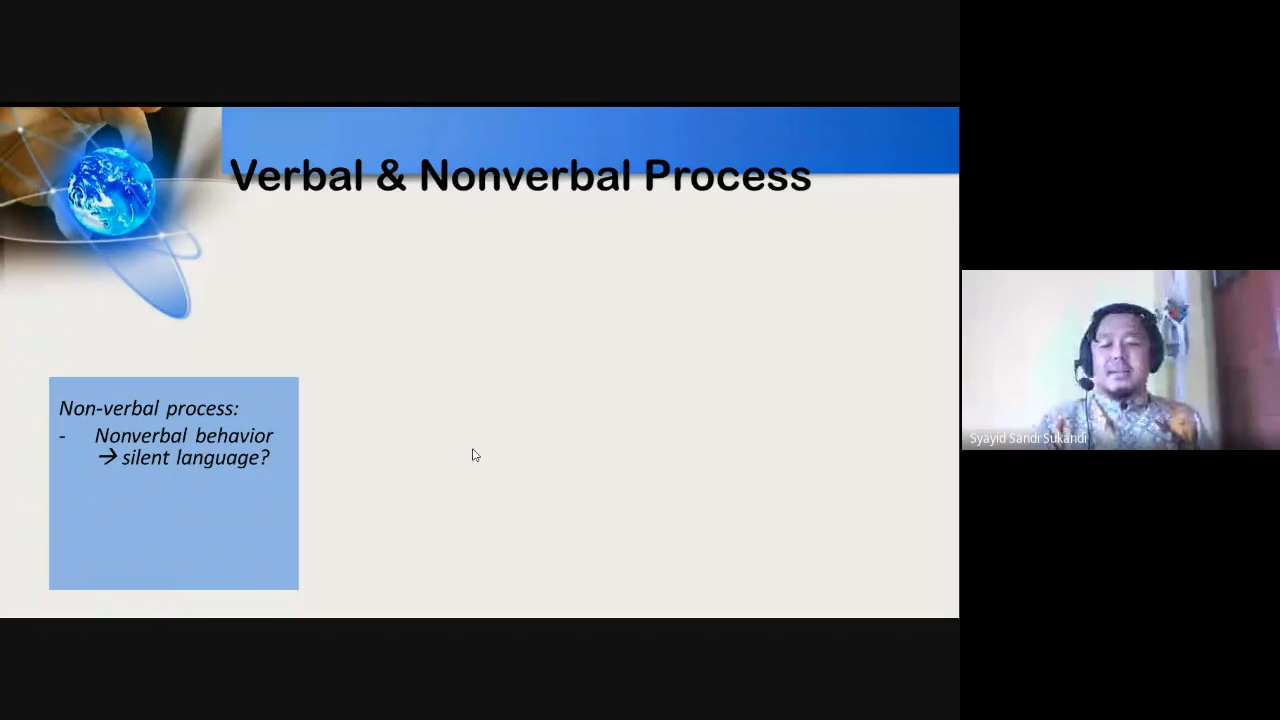 Verbal & Nonverbal Process
Non-verbal process:
- Nonverbal behavior
→ silent language?
Syayid Sandi Sukandi